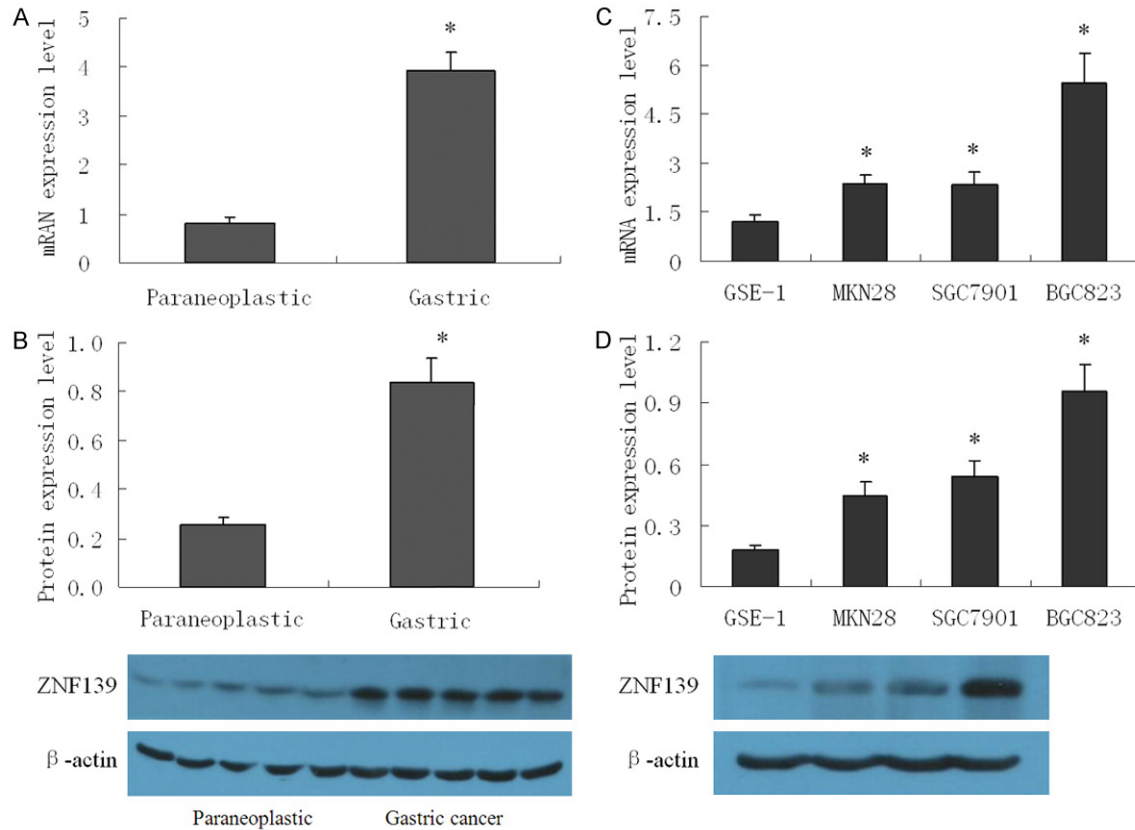 A
mRAN expression level
5
4
3
2
1
0
*
Paraneoplastic Gastric
B
Protein expression level
1.0
0.8
0.6
0.4
0.2
0.0
*
Paraneoplastic Gastric
ZNF139
β-actin
Paraneoplastic Gastric cancer
C
mRNA expression level
7.5
6
4.5
3
1.5
0
* * *
GSE-1 MKN28 SGC7901 BGC823
D
Protein expression level
1.2
0.9
0.6
0.3
0
* * *
GSE-1 MKN28 SGC7901 BGC823
ZNF139
β-actin